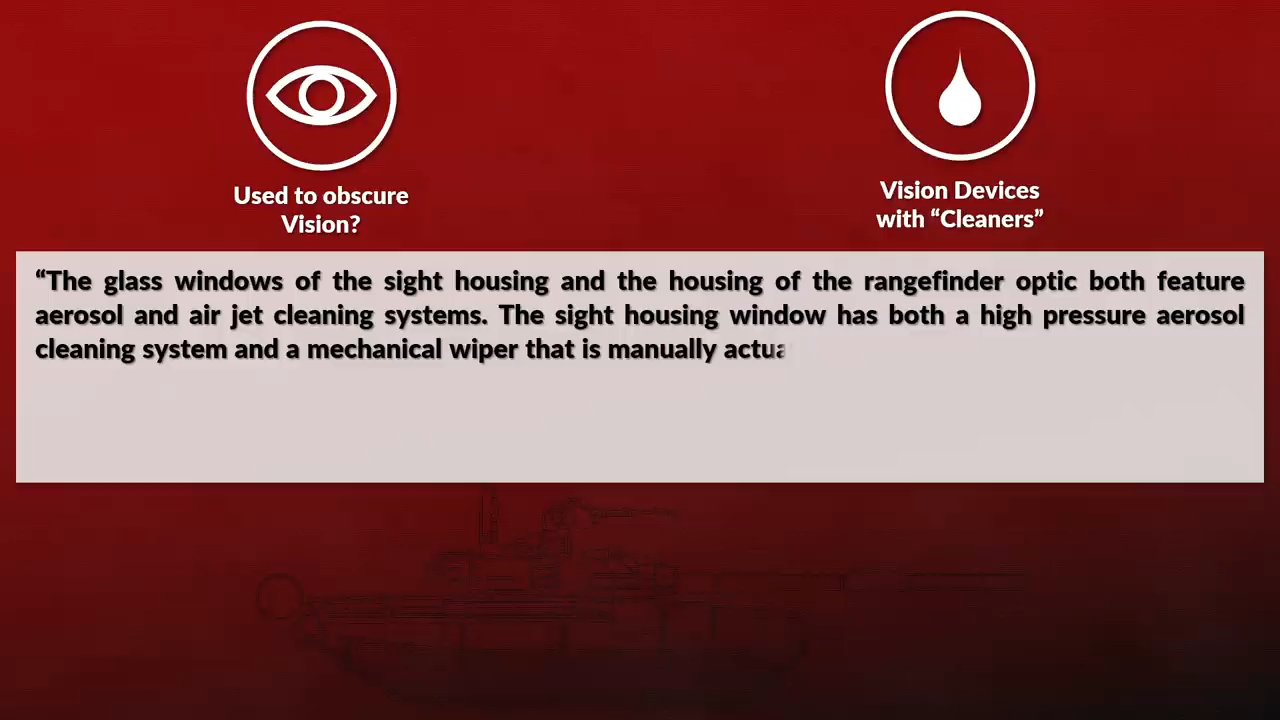 Used to obscure
Vision?
Vision Devices
with “Cleaners”
“The glass windows of the sight housing and the housing of the rangefinder optic both feature
aerosol and air jet cleaning systems. The sight housing window has both a high pressure aerosol
cleaning system and a mechanical wiper that is manually actua